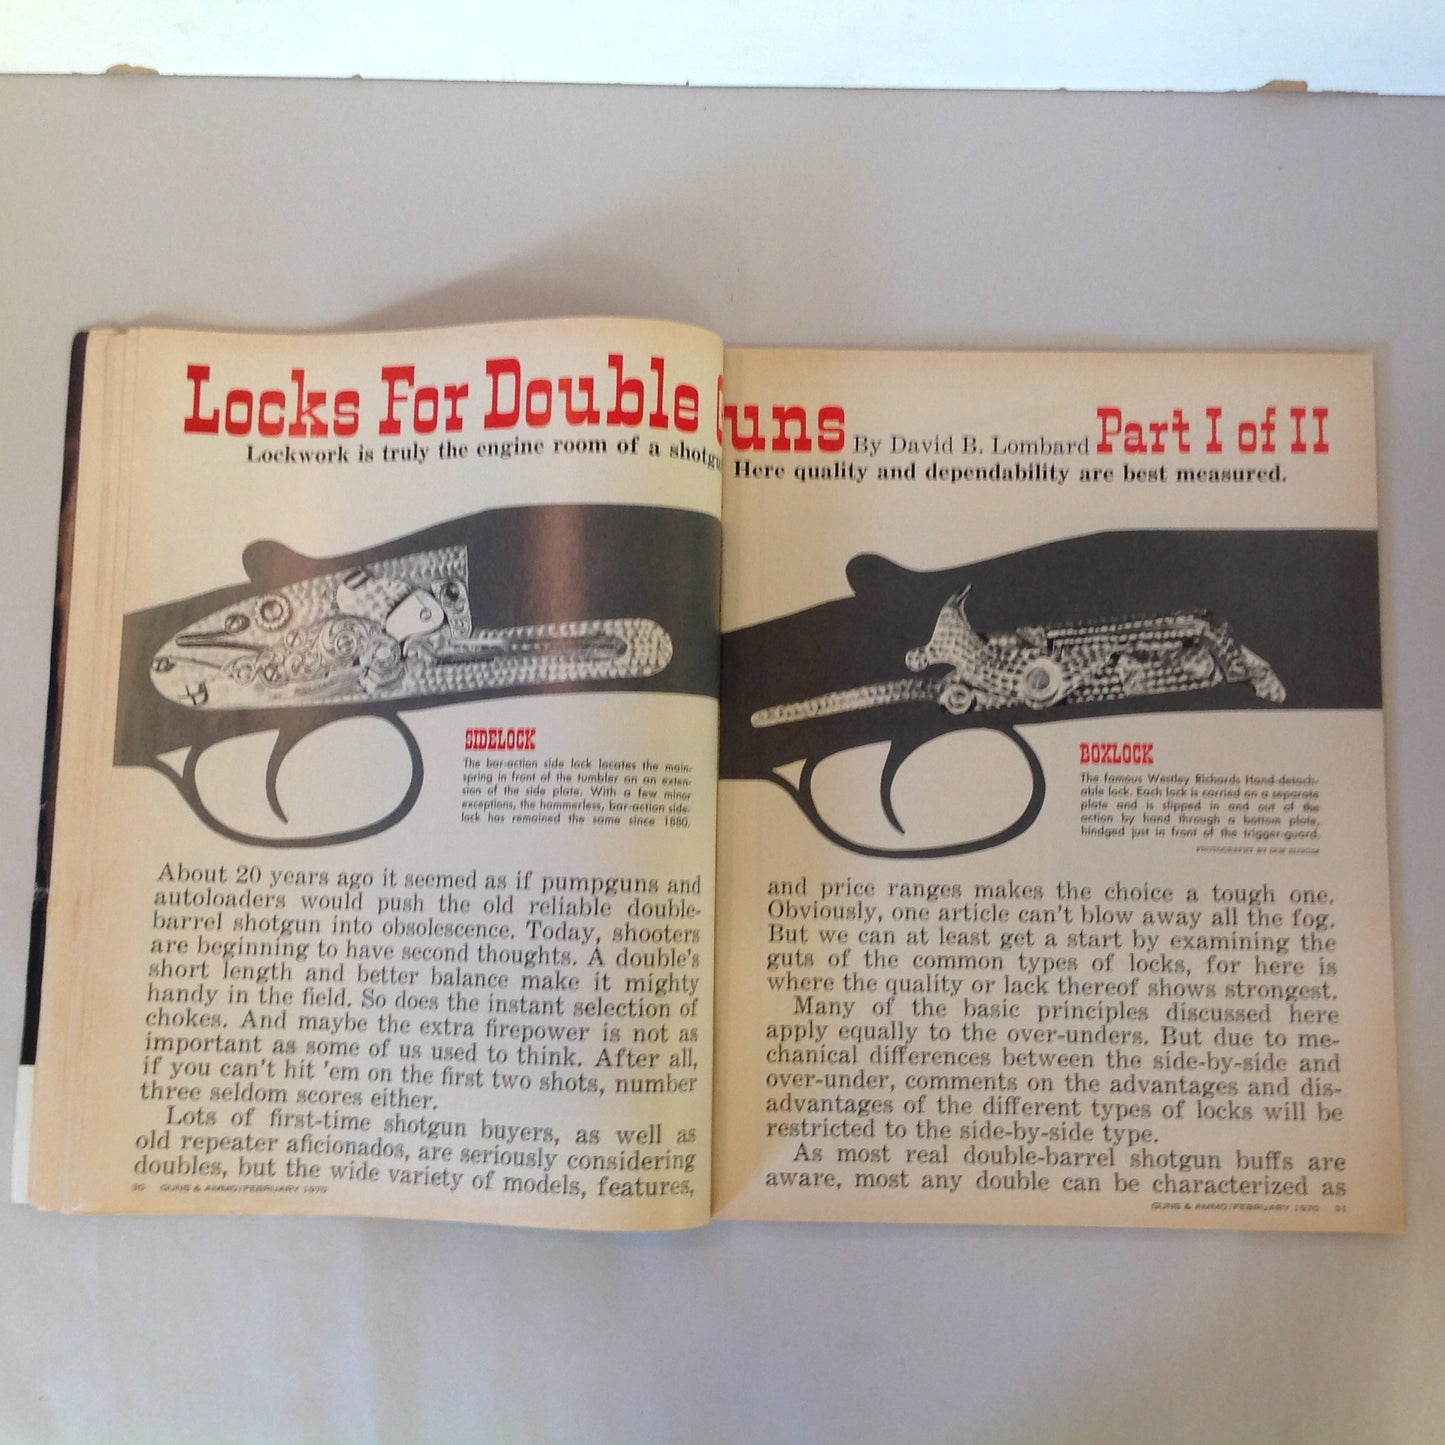 Locks For Double Guns By David B. Lombard Part I of II
Lockwork is truly the engine room of a shotgu Here quality and dependability are best measured.
SIDELOCK
The bar-action side lock locates the main-
spring in front of the tumbler on an exten-
sion of the side plate. With a few minor
exceptions, the hammerless, bar-action side-
lock has remained the same since 1880.
About 20 years ago it seemed as if pumpguns and
autoloaders would push the old reliable double-
barrel shotgun into obsolescence. Today, shooters
are beginning to have second thoughts. A double's
short length and better balance make it mighty
handy in the field. So does the instant selection of
chokes. And maybe the extra firepower is not as
important as some of us used to think. After all,
if you can't hit 'em on the first two shots, number
three seldom scores either.
Lots of first-time shotgun buyers, as well as
old repeater aficionados, are seriously considering
doubles, but the wide variety of models, features,
GUNS & AMMO/FEBRUARY 1970
BOXLOCK
The famous Westley Richards Hand-detach-
able lock. Each lock is carried on a separate
plate and is slipped in and out of the
action by hand through a bottom plate,
hindged just in front of the trigger-guard.
PHOTOGRAPHY BY
and price ranges makes the choice a tough one.
Obviously, one article can't blow away all the fog.
But we can at least get a start by examining the
guts of the common types of locks, for here is
where the quality or lack thereof shows strongest.
Many of the basic principles discussed here
apply equally to the over-unders. But due to me-
chanical differences between the side-by-side and
over-under, comments on the advantages and dis-
advantages of the different types of locks will be
restricted to the side-by-side type.
As most real double-barrel shotgun buffs are
aware, most any double can be characterized as
GUNS & AMMO/FEBRUARY 1970 91